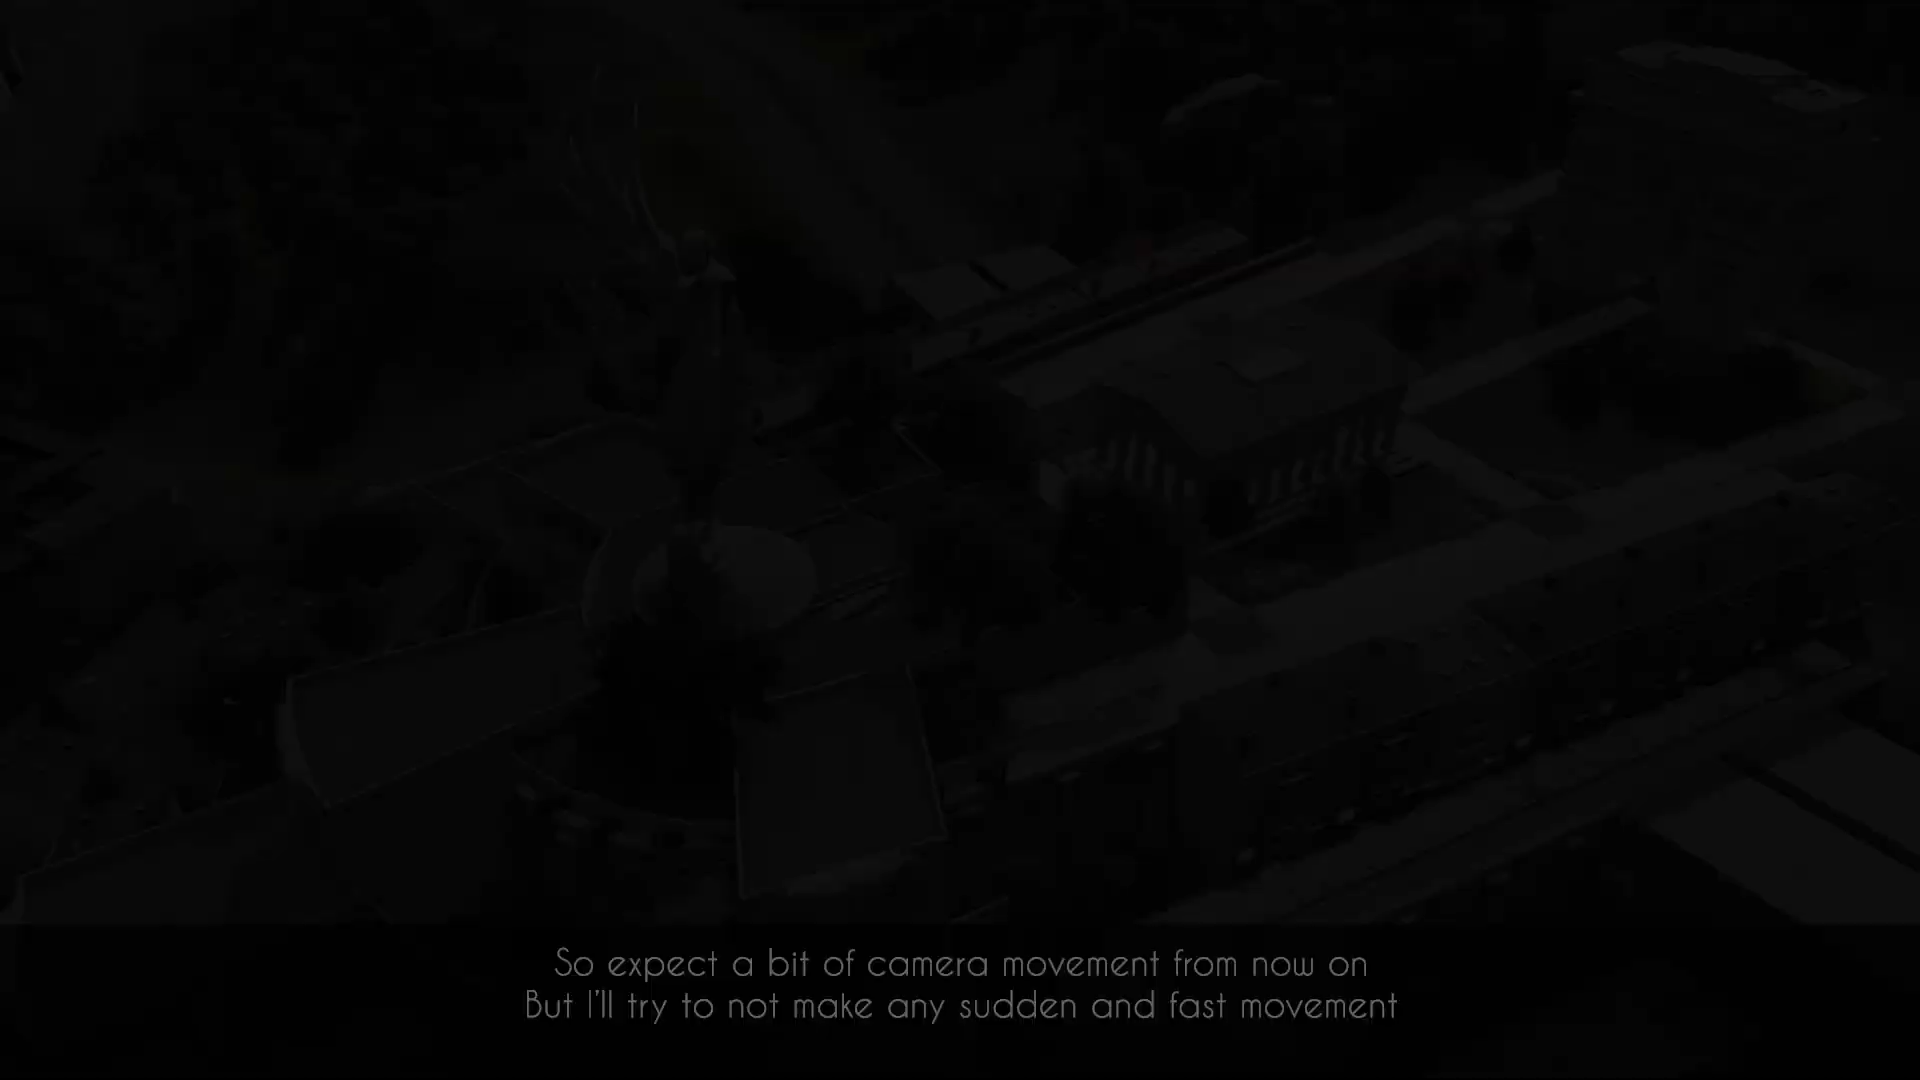 So expect a bit of camera movement from now on
But I'll try to not make any sudden and fast movement